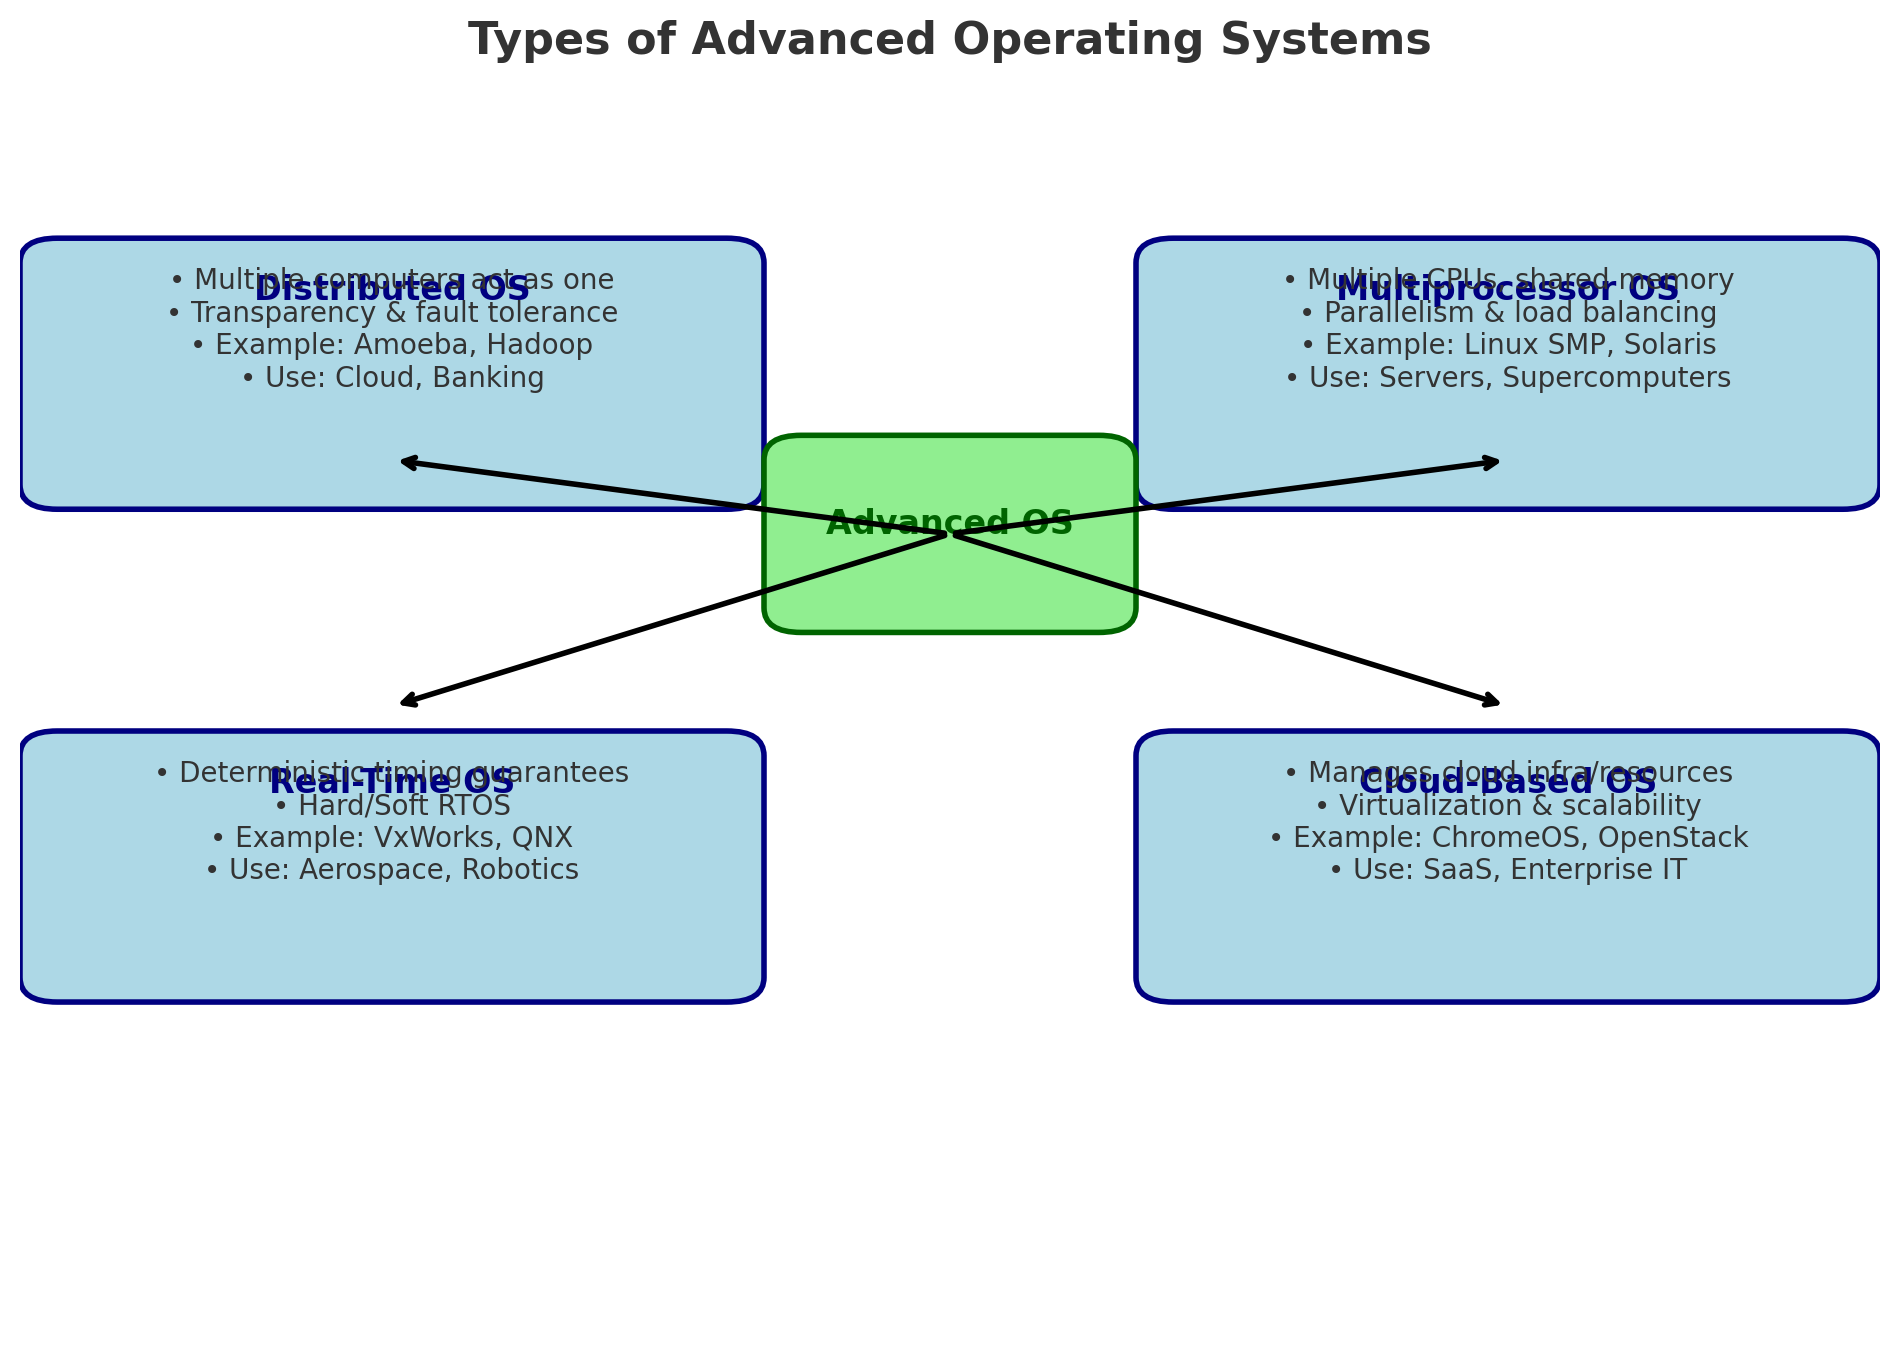 Types of Advanced Operating Systems
Distributed OS
• Multiple computers act as one
• Transparency & fault tolerance
• Example: Amoeba, Hadoop
• Use: Cloud, Banking
Multiprocessor OS
• Multiple CPUs, shared memory
• Parallelism & load balancing
• Example: Linux SMP, Solaris
• Use: Servers, Supercomputers
Advanced OS
Real-Time OS
• Deterministic timing guarantees
• Hard/Soft RTOS
• Example: VxWorks, QNX
• Use: Aerospace, Robotics
Cloud-Based OS
• Manages cloud infra/resources
• Virtualization & scalability
• Example: ChromeOS, OpenStack
• Use: SaaS, Enterprise IT